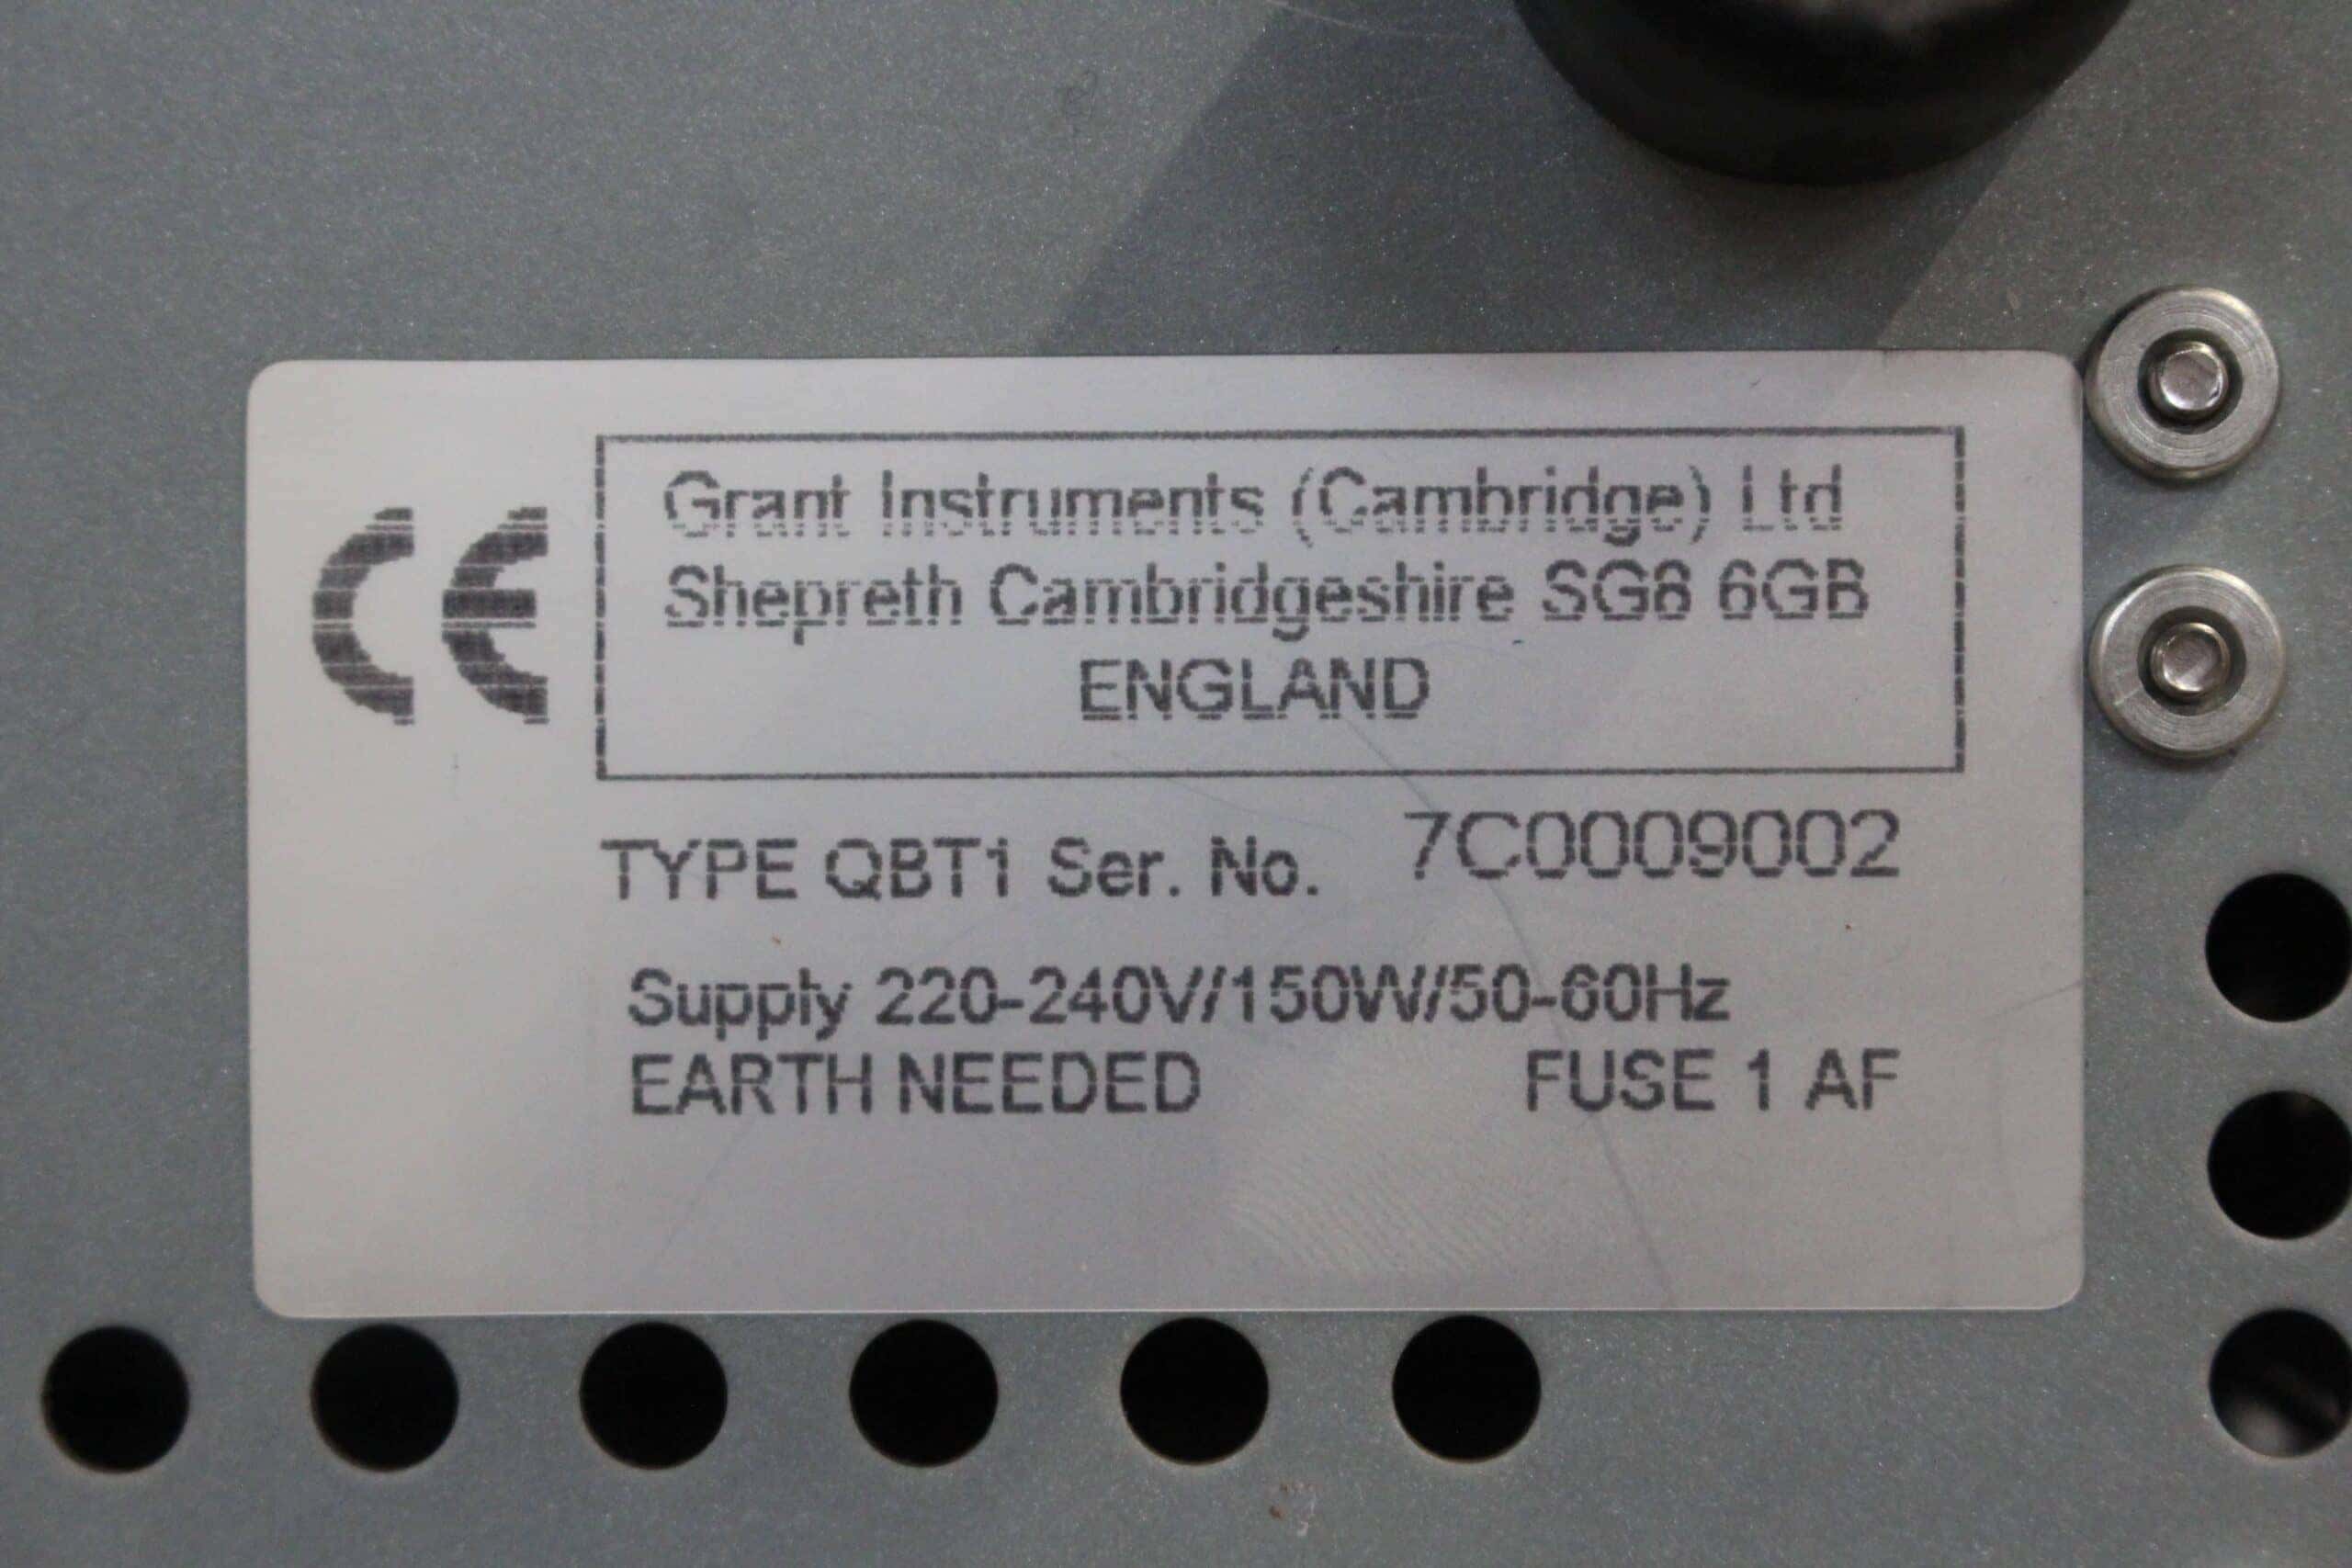 CE
Grant Instruments (Cambridge) Ltd
Shepreth Cambridgeshire SG8 6GB
ENGLAND
TYPE QBT1 Ser. No. 7C0009002
Supply 220-240V/150W/50-60Hz
EARTH NEEDED FUSE 1 AF